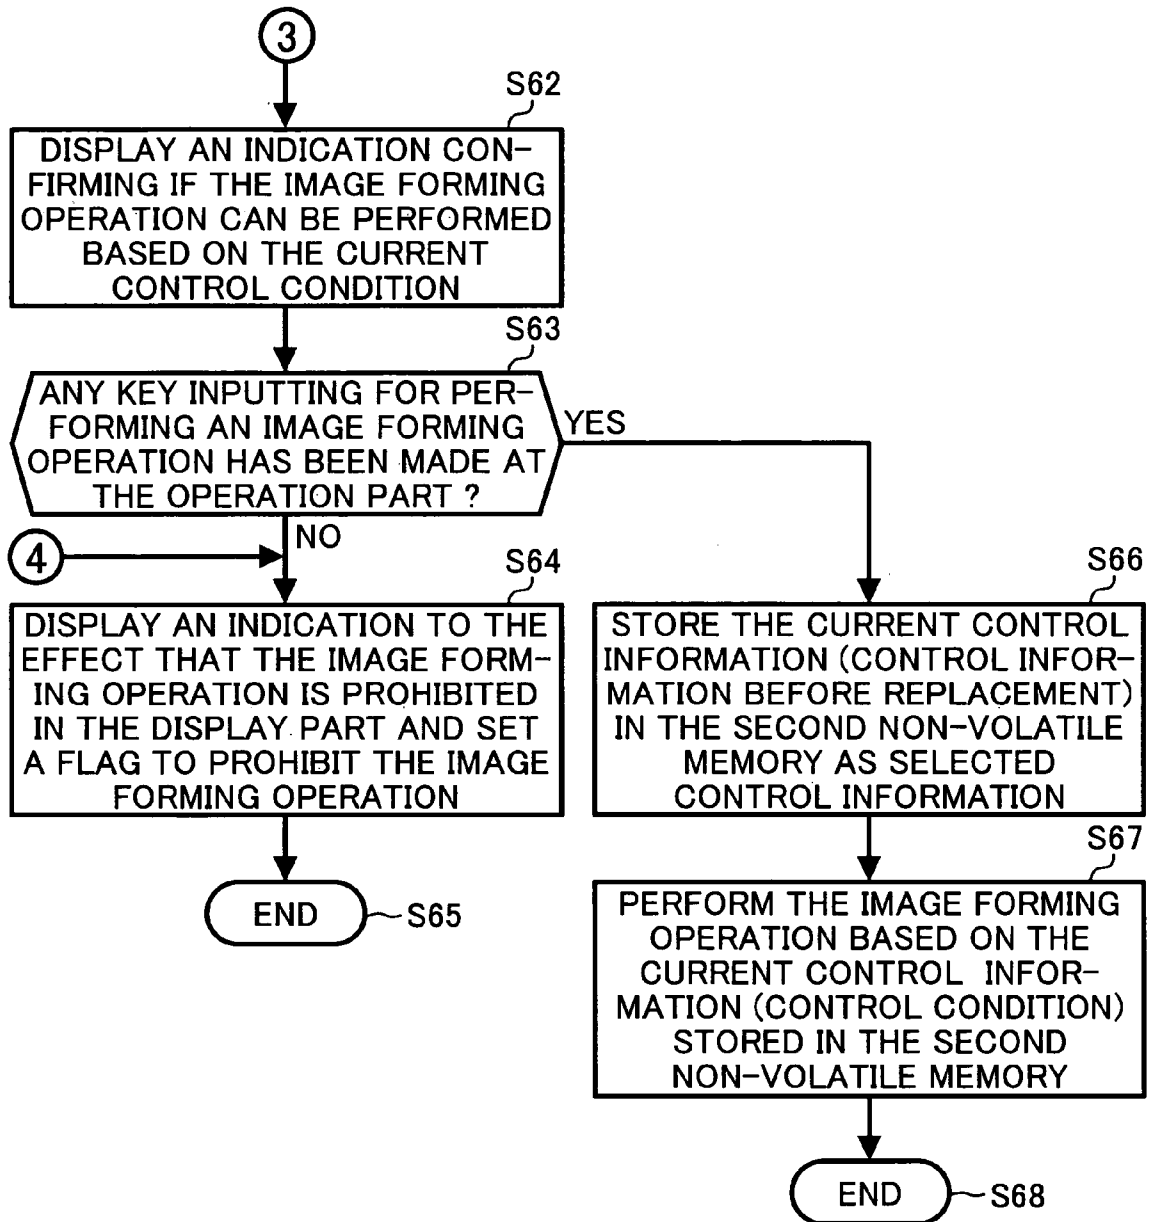 3
S62
DISPLAY AN INDICATION CON-
FIRMING IF THE IMAGE FORMING
OPERATION CAN BE PERFORMED
BASED ON THE CURRENT
CONTROL CONDITION
S63
ANY KEY INPUTTING FOR PER-
FORMING AN IMAGE FORMING
OPERATION HAS BEEN MADE AT
THE OPERATION PART ?
YES
NO
4
S64
DISPLAY AN INDICATION TO THE
EFFECT THAT THE IMAGE FORM-
ING OPERATION IS PROHIBITED
IN THE DISPLAY PART AND SET
A FLAG TO PROHIBIT THE IMAGE
FORMING OPERATION
END
S65
S66
STORE THE CURRENT CONTROL
INFORMATION (CONTROL INFOR-
MATION BEFORE REPLACEMENT)
IN THE SECOND NON-VOLATILE
MEMORY AS SELECTED
CONTROL INFORMATION
S67
PERFORM THE IMAGE FORMING
OPERATION BASED ON THE
CURRENT CONTROL INFOR-
MATION (CONTROL CONDITION)
STORED IN THE SECOND
NON-VOLATILE MEMORY
END
S68